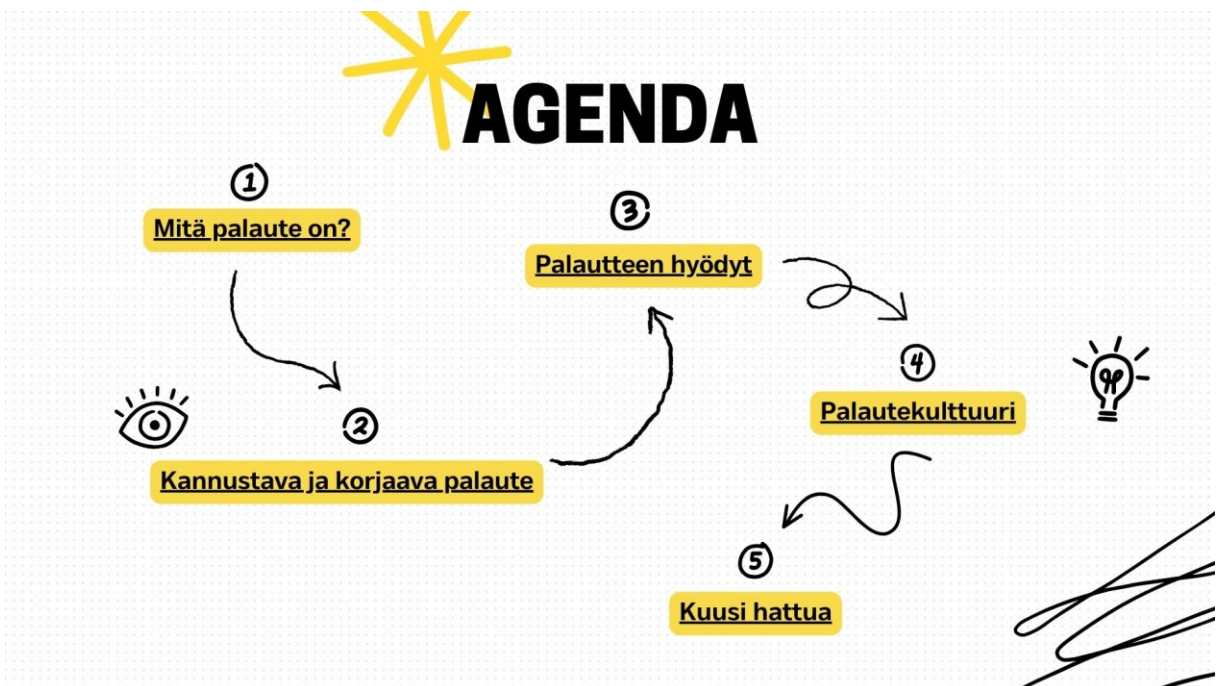 AGENDA
1
Mitä palaute on?
2
Kannustava ja korjaava palaute
3
Palautteen hyödyt
4
Palautekulttuuri
5
Kuusi hattua